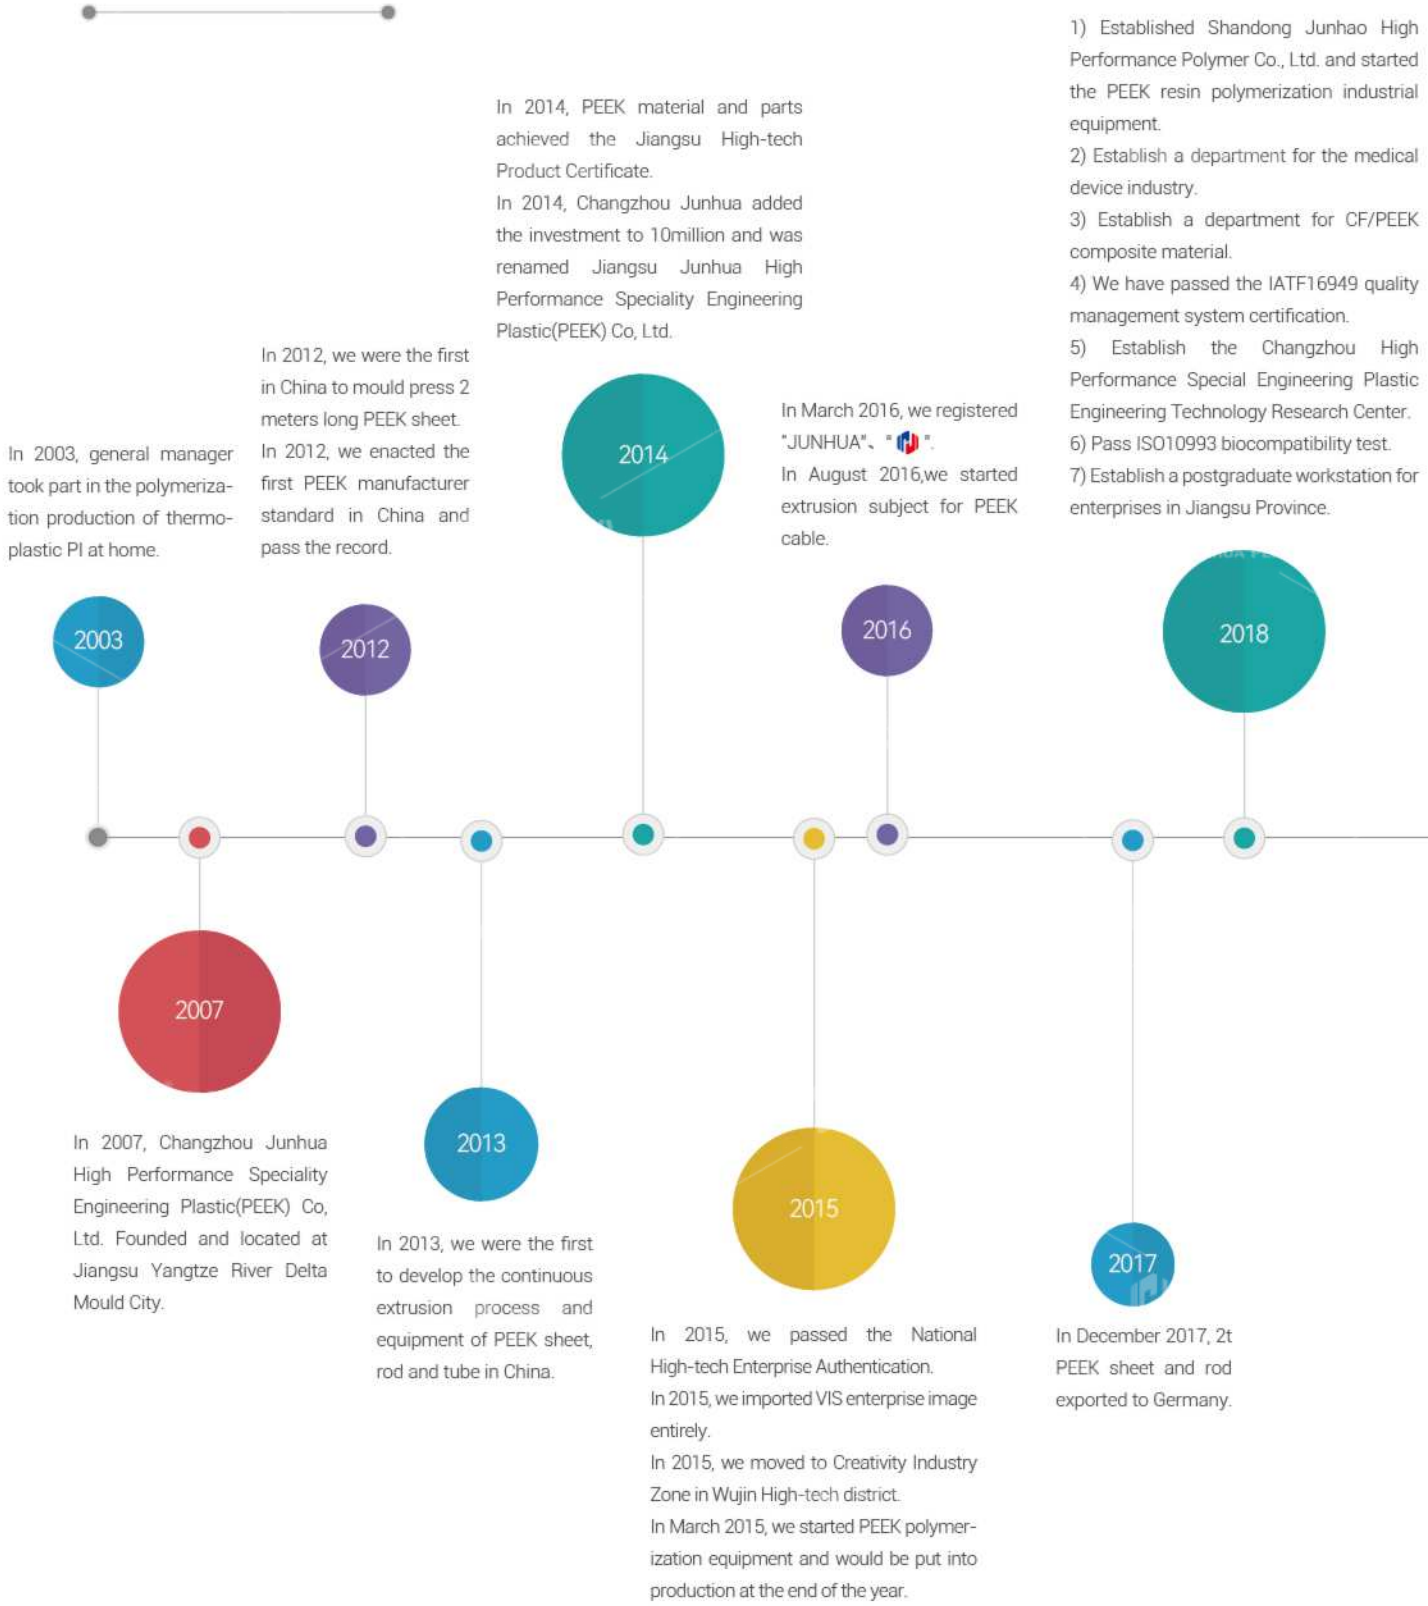 In 2003, general manager
took part in the polymeriza-
tion production of thermo-
plastic PI at home.
2003
2007
In 2007, Changzhou Junhua
High Performance Speciality
Engineering Plastic(PEEK) Co,
Ltd. Founded and located at
Jiangsu Yangtze River Delta
Mould City.
In 2012, we were the first
in China to mould press 2
meters long PEEK sheet.
In 2012, we enacted the
first PEEK manufacturer
standard in China and
pass the record.
2012
2013
In 2013, we were the first
to develop the continuous
extrusion process and
equipment of PEEK sheet,
rod and tube in China.
In 2014, PEEK material and parts
achieved the Jiangsu High-tech
Product Certificate.
In 2014, Changzhou Junhua added
the investment to 10million and was
renamed Jiangsu Junhua High
Performance Speciality Engineering
Plastic(PEEK) Co, Ltd.
2014
2015
In 2015, we passed the National
High-tech Enterprise Authentication.
In 2015, we imported VIS enterprise image
entirely.
In 2015, we moved to Creativity Industry
Zone in Wujin High-tech district.
In March 2015, we started PEEK polymer-
ization equipment and would be put into
production at the end of the year.
In March 2016, we registered
"JUNHUA"、" ".
In August 2016,we started
extrusion subject for PEEK
cable.
2016
2017
In December 2017, 2t
PEEK sheet and rod
exported to Germany.
1) Established Shandong Junhao High
Performance Polymer Co., Ltd. and started
the PEEK resin polymerization industrial
equipment.
2) Establish a department for the medical
device industry.
3) Establish a department for CF/PEEK
composite material.
4) We have passed the IATF16949 quality
management system certification.
5) Establish the Changzhou High
Performance Special Engineering Plastic
Engineering Technology Research Center.
6) Pass ISO10993 biocompatibility test.
7) Establish a postgraduate workstation for
enterprises in Jiangsu Province.
2018